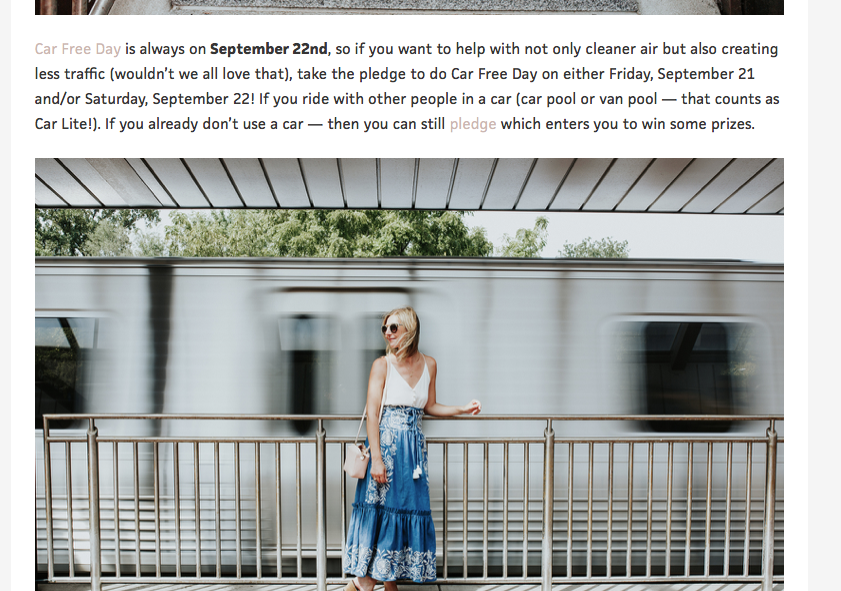 Car Free Day is always on September 22nd, so if you want to help with not only cleaner air but also creating
less traffic (wouldn't we all love that), take the pledge to do Car Free Day on either Friday, September 21
and/or Saturday, September 22! If you ride with other people in a car (car pool or van pool — that counts as
Car Lite!). If you already don't use a car — then you can still pledge which enters you to win some prizes.